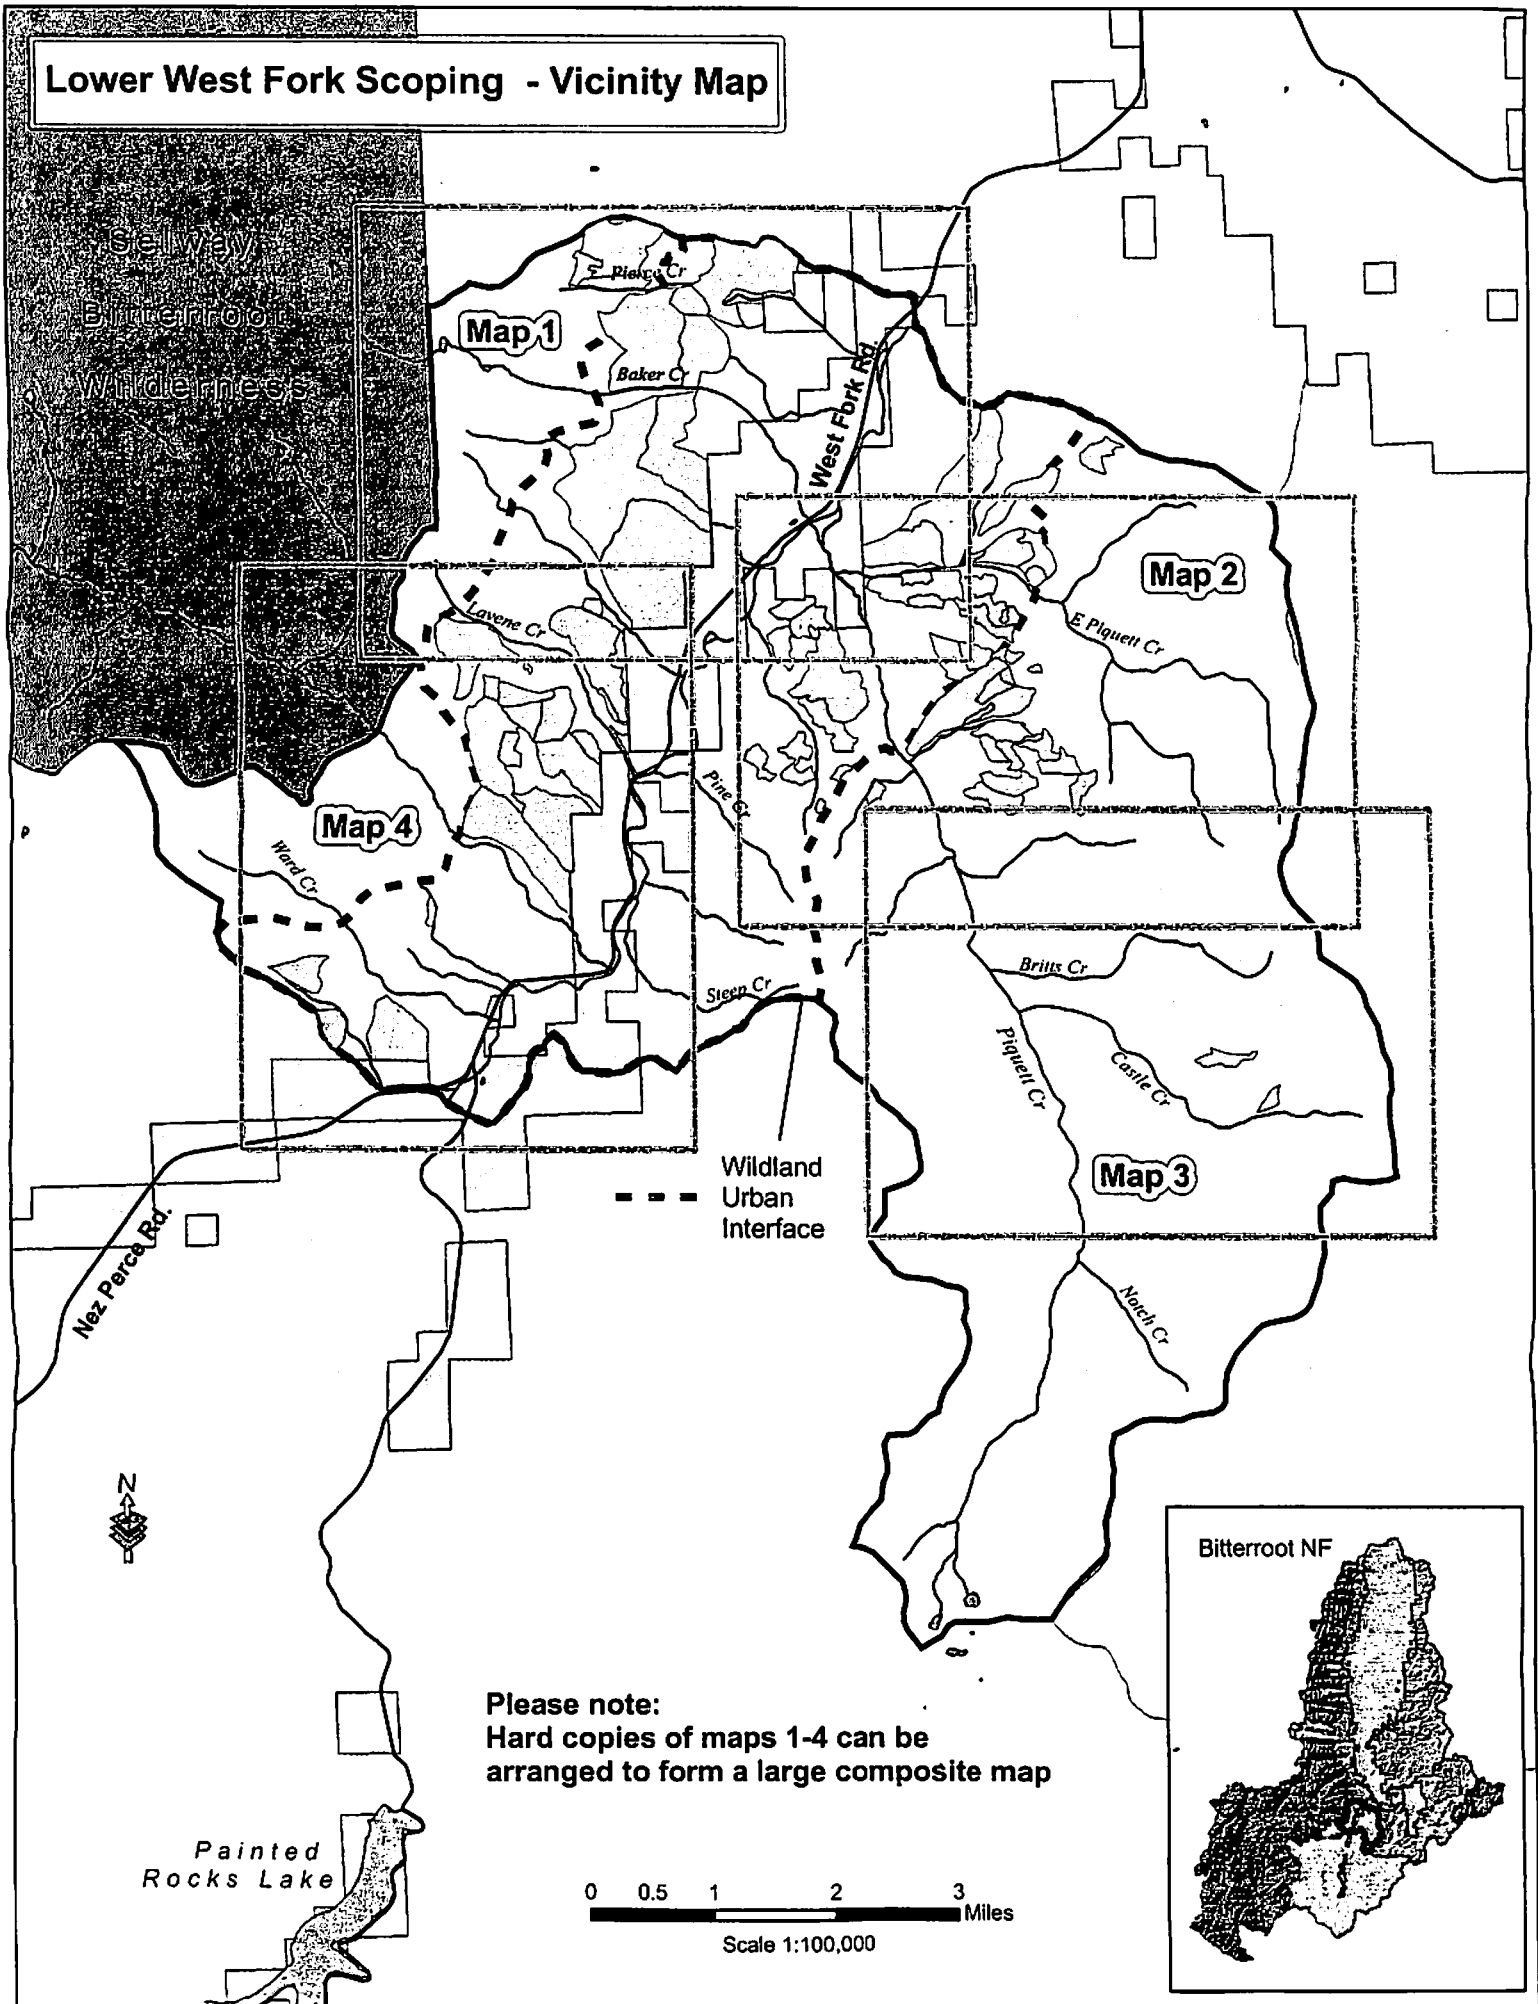 Lower West Fork Scoping - Vicinity Map
Selway
Bitterroot
Wilderness
Pierce Cr
Map 1
Baker Cr
West Fork Rd.
Map 2
E Piquett Cr
Lavene Cr
Pine Cr
Map 4
Ward Cr
Steep Cr
Britts Cr
Piquett Cr
Castle Cr
Map 3
Wildland
Urban
Interface
Nez Perce Rd.
Notch Cr
N
Bitterroot NF
Please note:
Hard copies of maps 1-4 can be
arranged to form a large composite map
Painted
Rocks Lake
0 0.5 1 2 3
Miles
Scale 1:100,000